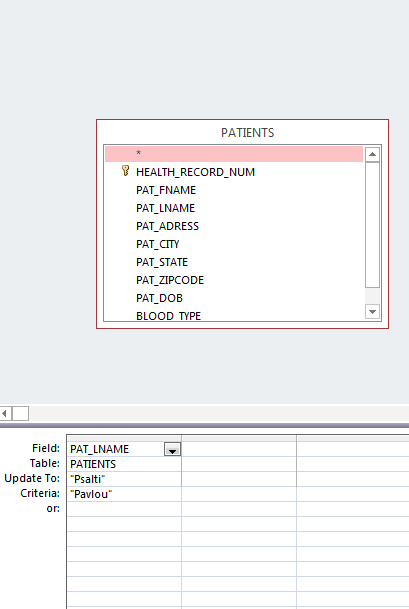 PATIENTS
*
HEALTH_RECORD_NUM
PAT_FNAME
PAT_LNAME
PAT_ADRESS
PAT_CITY
PAT_STATE
PAT_ZIPCODE
PAT_DOB
BLOOD_TYPE
Field: PAT_LNAME
Table: PATIENTS
Update To: "Psalti"
Criteria: "Pavlou"
or: